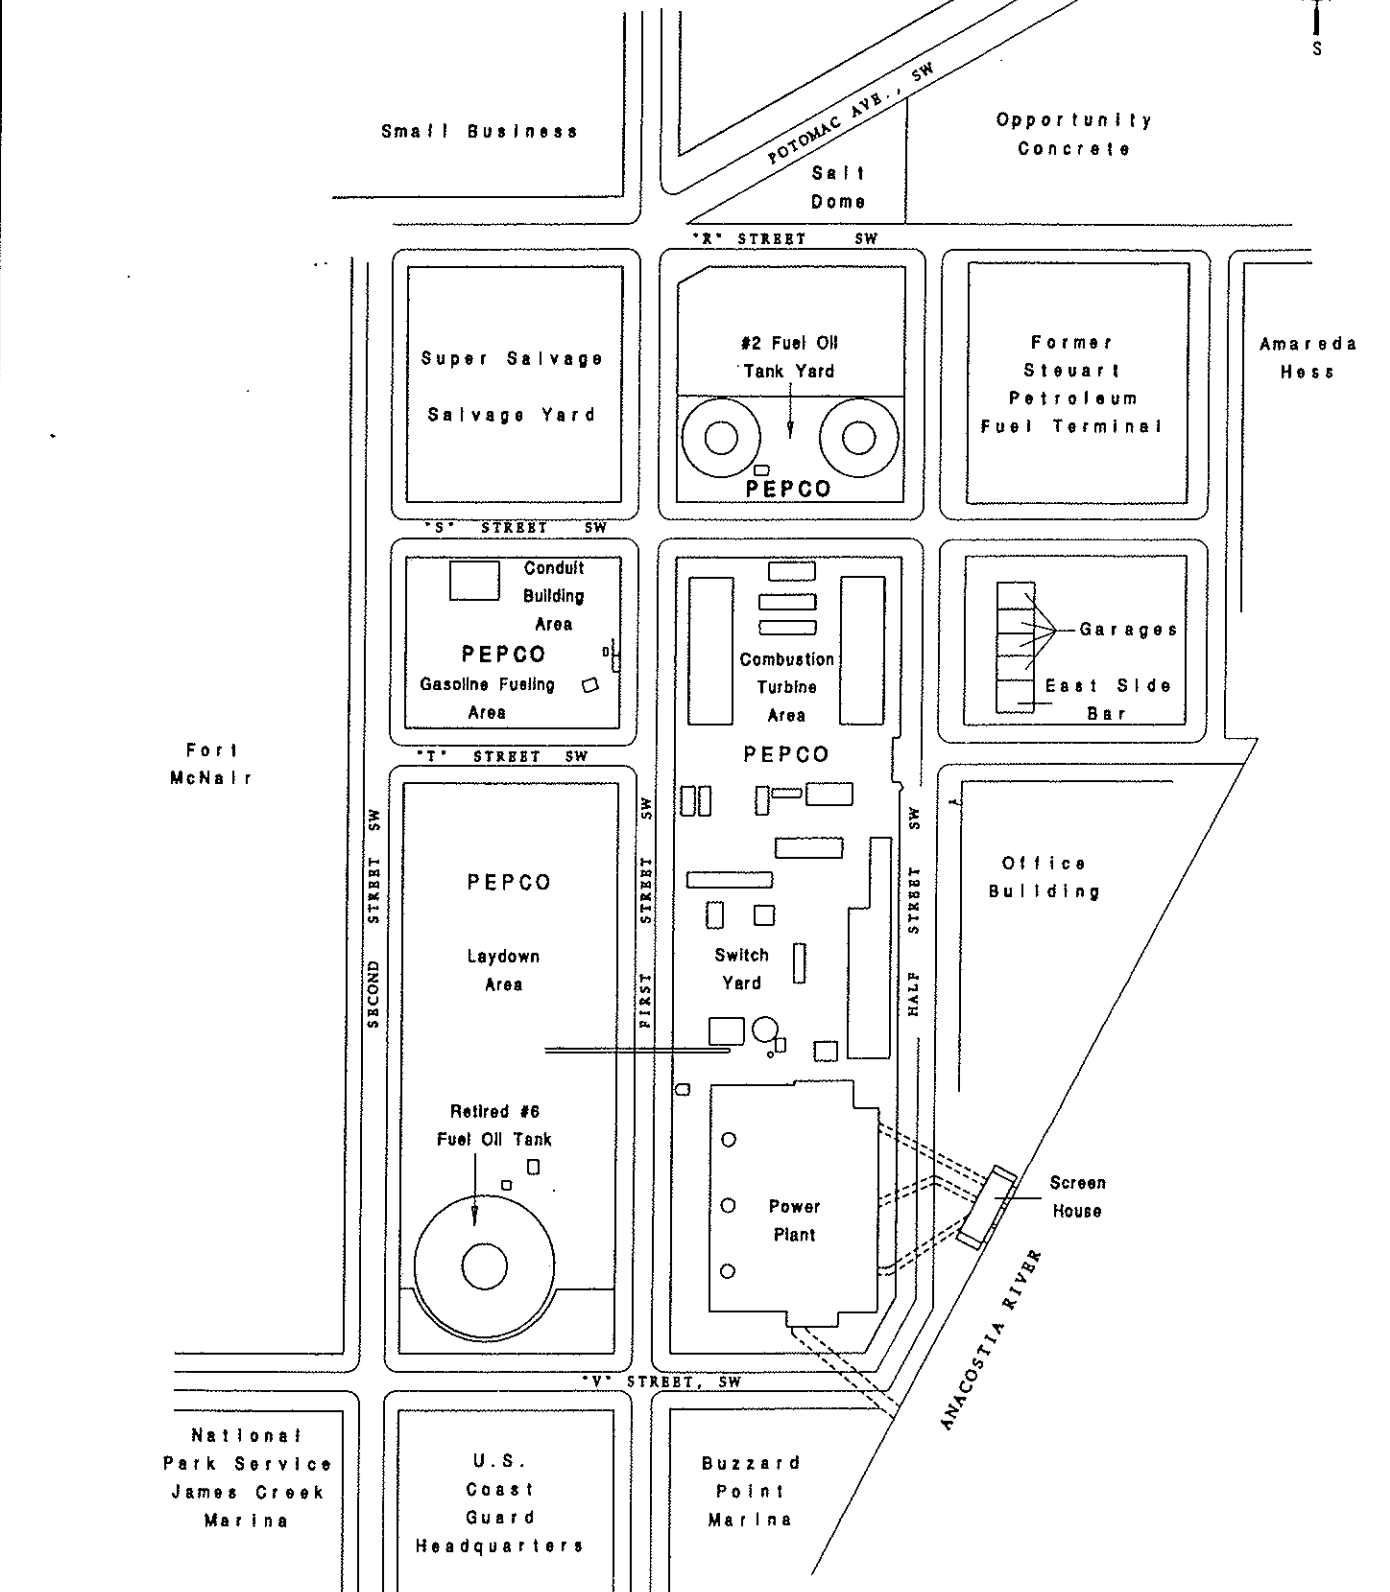 S
POTOMAC AVE., SW
Small Business
Opportunity
Concrete
Salt
Dome
"R" STREET SW
Super Salvage
Salvage Yard
#2 Fuel Oil
Tank Yard
PEPCO
Former
Steuart
Petroleum
Fuel Terminal
Amareda
Hess
"S" STREET SW
Conduit
Building
Area
PEPCO
Gasoline Fueling
Area
Combustion
Turbine
Area
PEPCO
Garages
East Side
Bar
"T" STREET SW
Fort
McNair
SECOND STREET SW
FIRST STREET SW
HALF STREET SW
PEPCO
Laydown
Area
Switch
Yard
Office
Building
Retired #6
Fuel Oil Tank
Power
Plant
Screen
House
ANACOSTIA RIVER
"V" STREET, SW
National
Park Service
James Creek
Marina
U.S.
Coast
Guard
Headquarters
Buzzard
Point
Marina